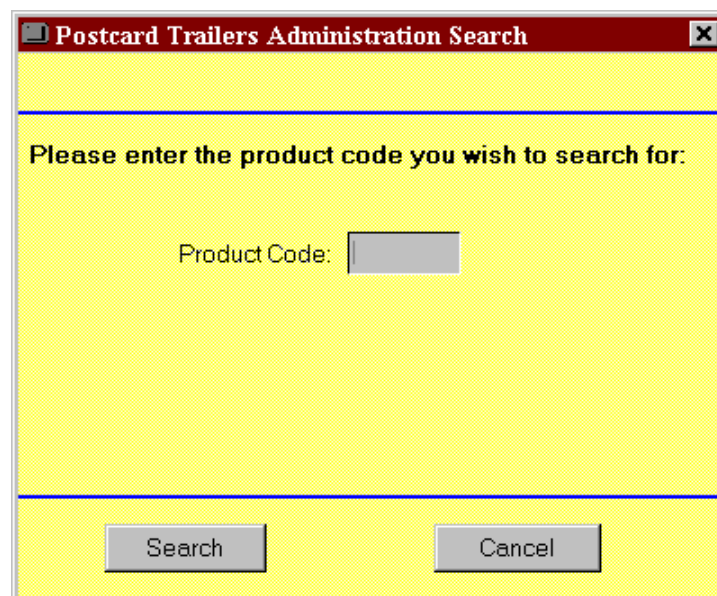 Postcard Trailers Administration Search
Please enter the product code you wish to search for:
Product Code:
Search
Cancel